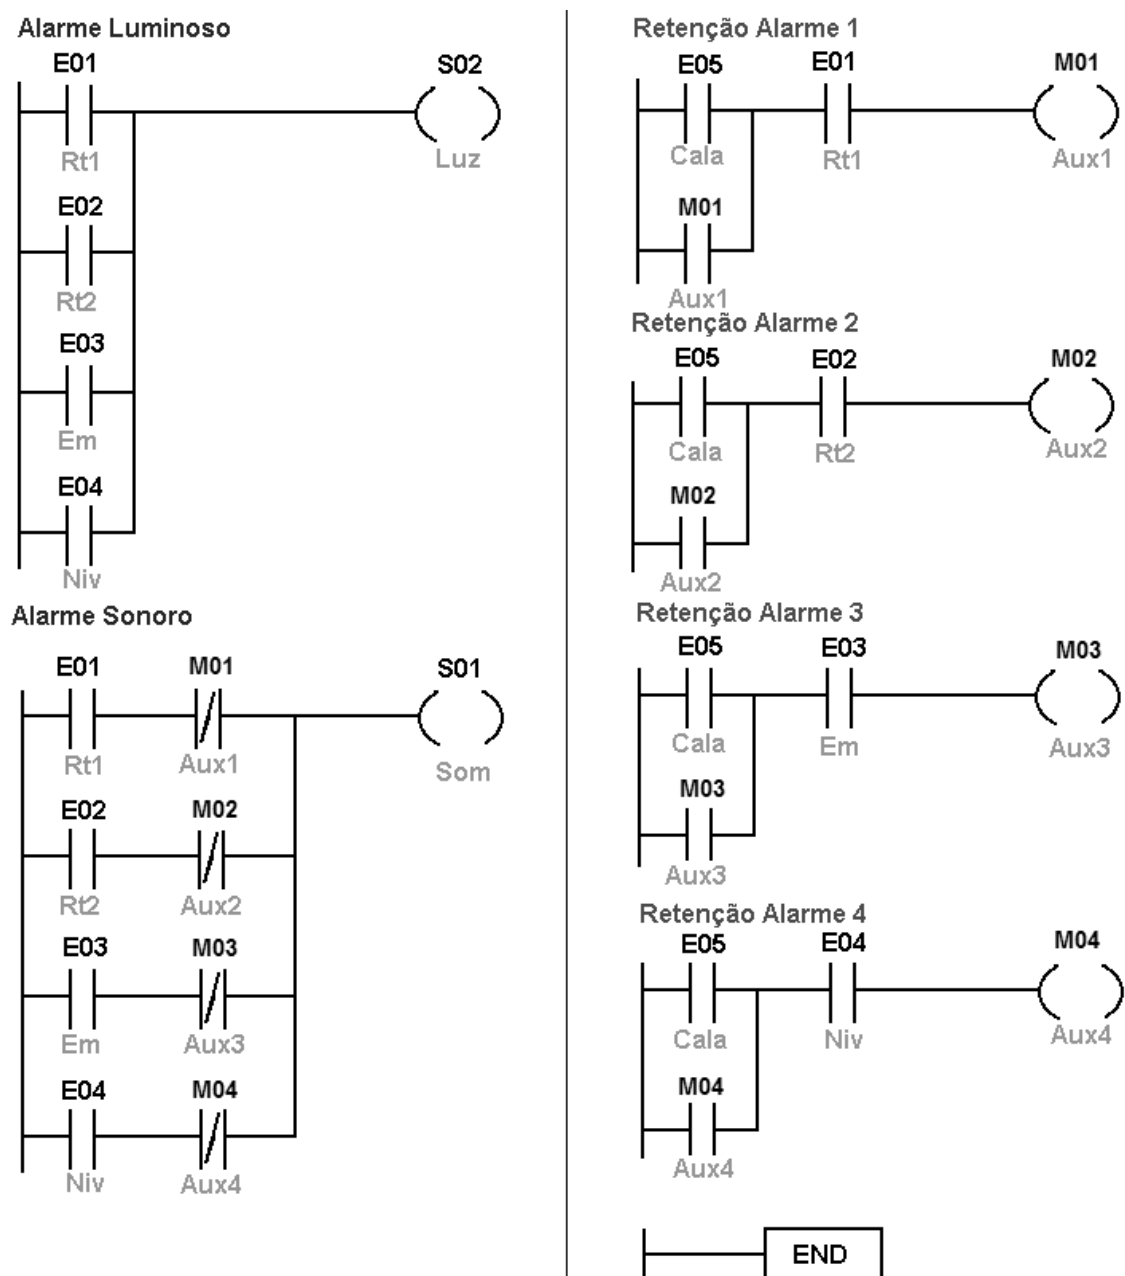 Alarme Luminoso
E01 S02
Rt1 Luz
E02
Rt2
E03
Em
E04
Niv
Alarme Sonoro
E01 M01 S01
Rt1 Aux1 Som
E02 M02
Rt2 Aux2
E03 M03
Em Aux3
E04 M04
Niv Aux4
Retenção Alarme 1
E05 E01 M01
Cala Rt1 Aux1
M01
Aux1
Retenção Alarme 2
E05 E02 M02
Cala Rt2 Aux2
M02
Aux2
Retenção Alarme 3
E05 E03 M03
Cala Em Aux3
M03
Aux3
Retenção Alarme 4
E05 E04 M04
Cala Niv Aux4
M04
Aux4
END